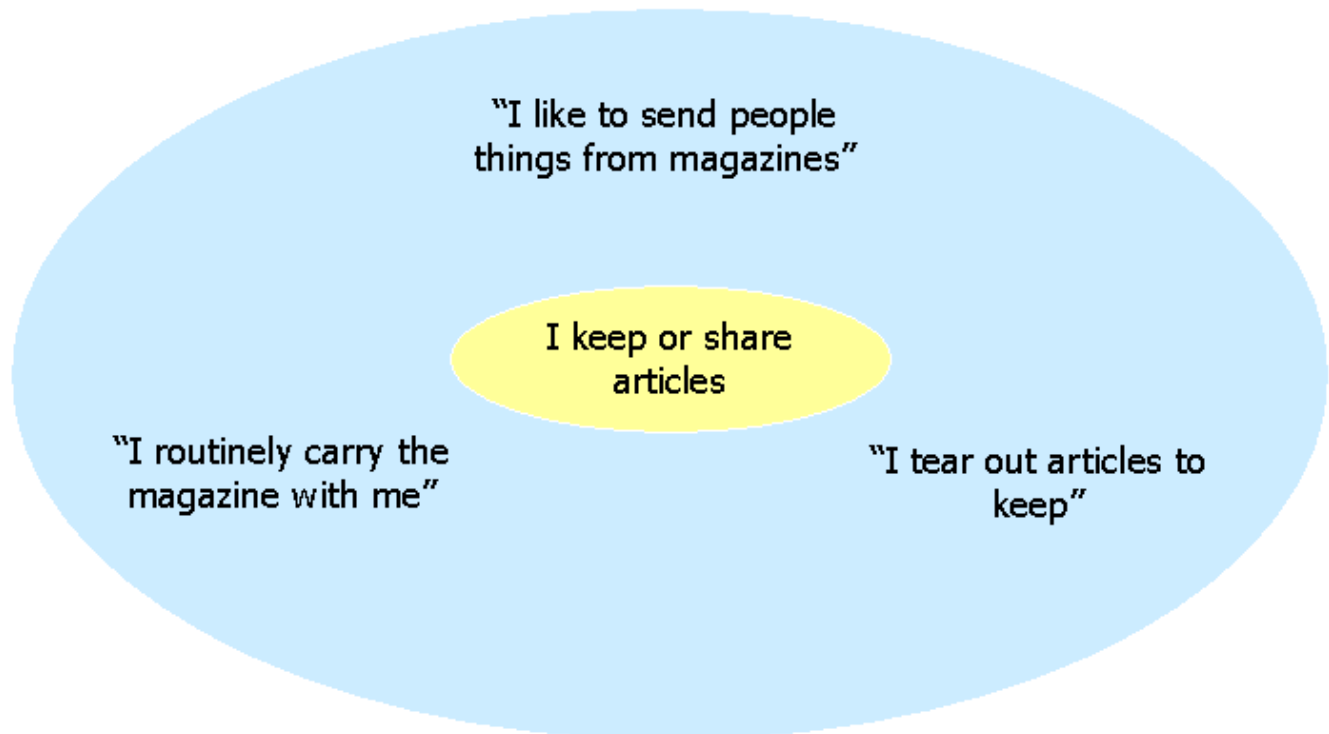 “I like to send people
things from magazines”
I keep or share
articles
“I routinely carry the
magazine with me”
“I tear out articles to
keep”